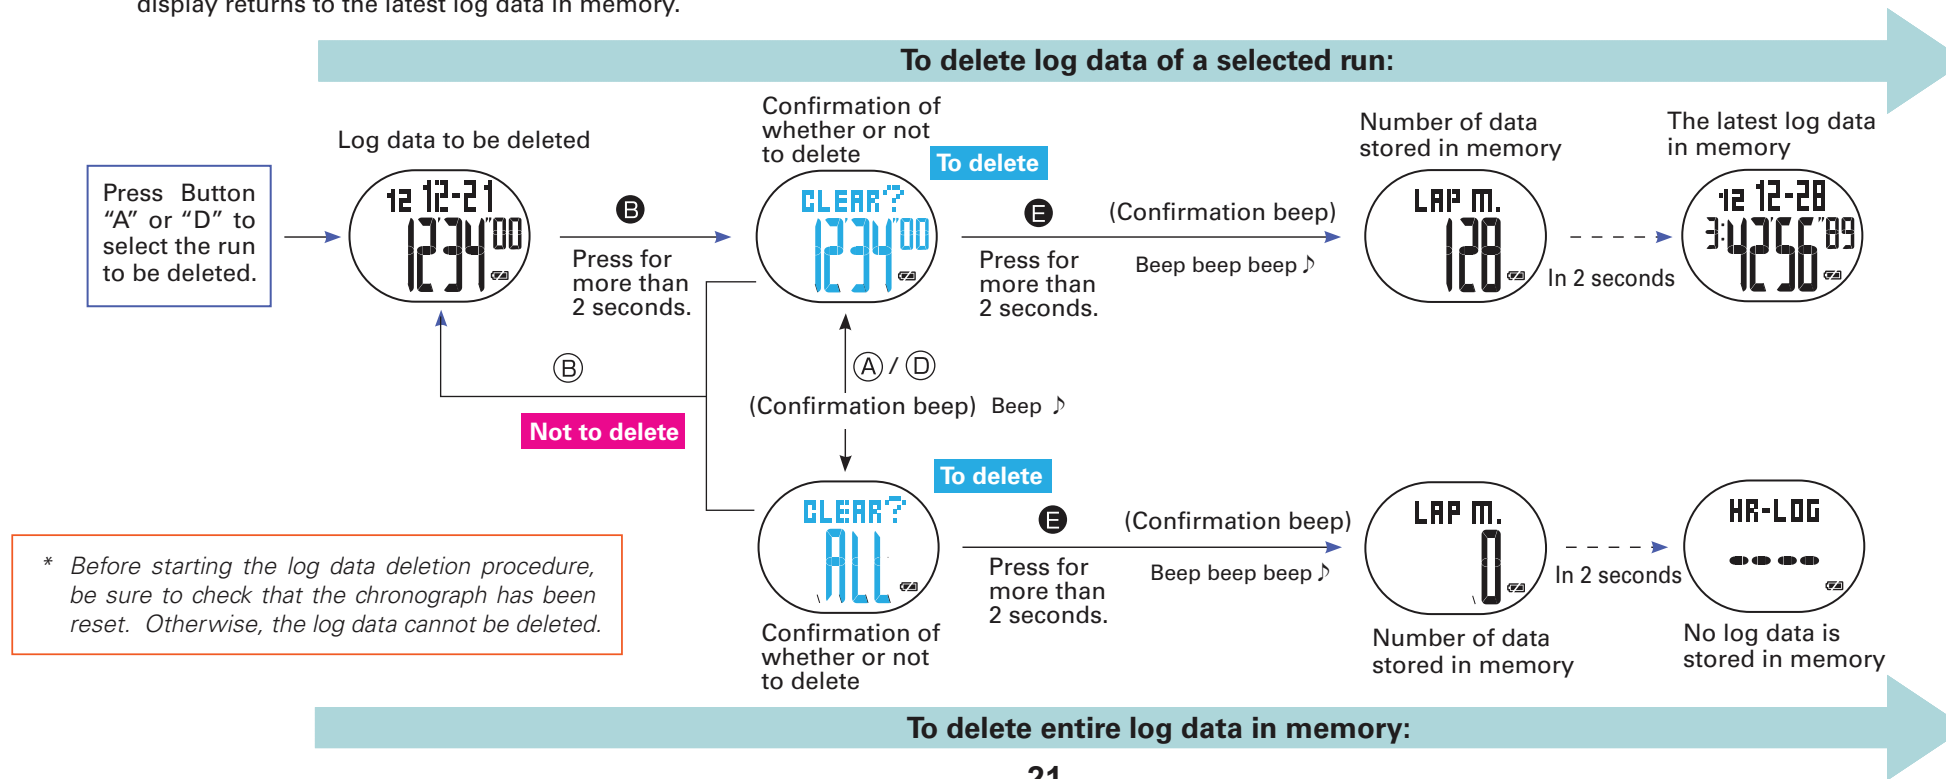 display returns to the latest log data in memory.
To delete log data of a selected run:
Press Button
“A” or “D” to
select the run
to be deleted.
Log data to be deleted
12 12-21
12'34"00
B
Press for
more than
2 seconds.
Confirmation of
whether or not
to delete
CLEAR?
12'34"00
To delete
E
Press for
more than
2 seconds.
(Confirmation beep)
Beep beep beep ♪
Number of data
stored in memory
LAP M.
128
In 2 seconds
The latest log data
in memory
12 12-28
3:42'56"89
B
Not to delete
A / D
(Confirmation beep) Beep ♪
CLEAR?
ALL
Confirmation of
whether or not
to delete
To delete
E
Press for
more than
2 seconds.
(Confirmation beep)
Beep beep beep ♪
LAP M.
0
Number of data
stored in memory
In 2 seconds
HR-LOG
----
No log data is
stored in memory
* Before starting the log data deletion procedure,
be sure to check that the chronograph has been
reset. Otherwise, the log data cannot be deleted.
To delete entire log data in memory:
21